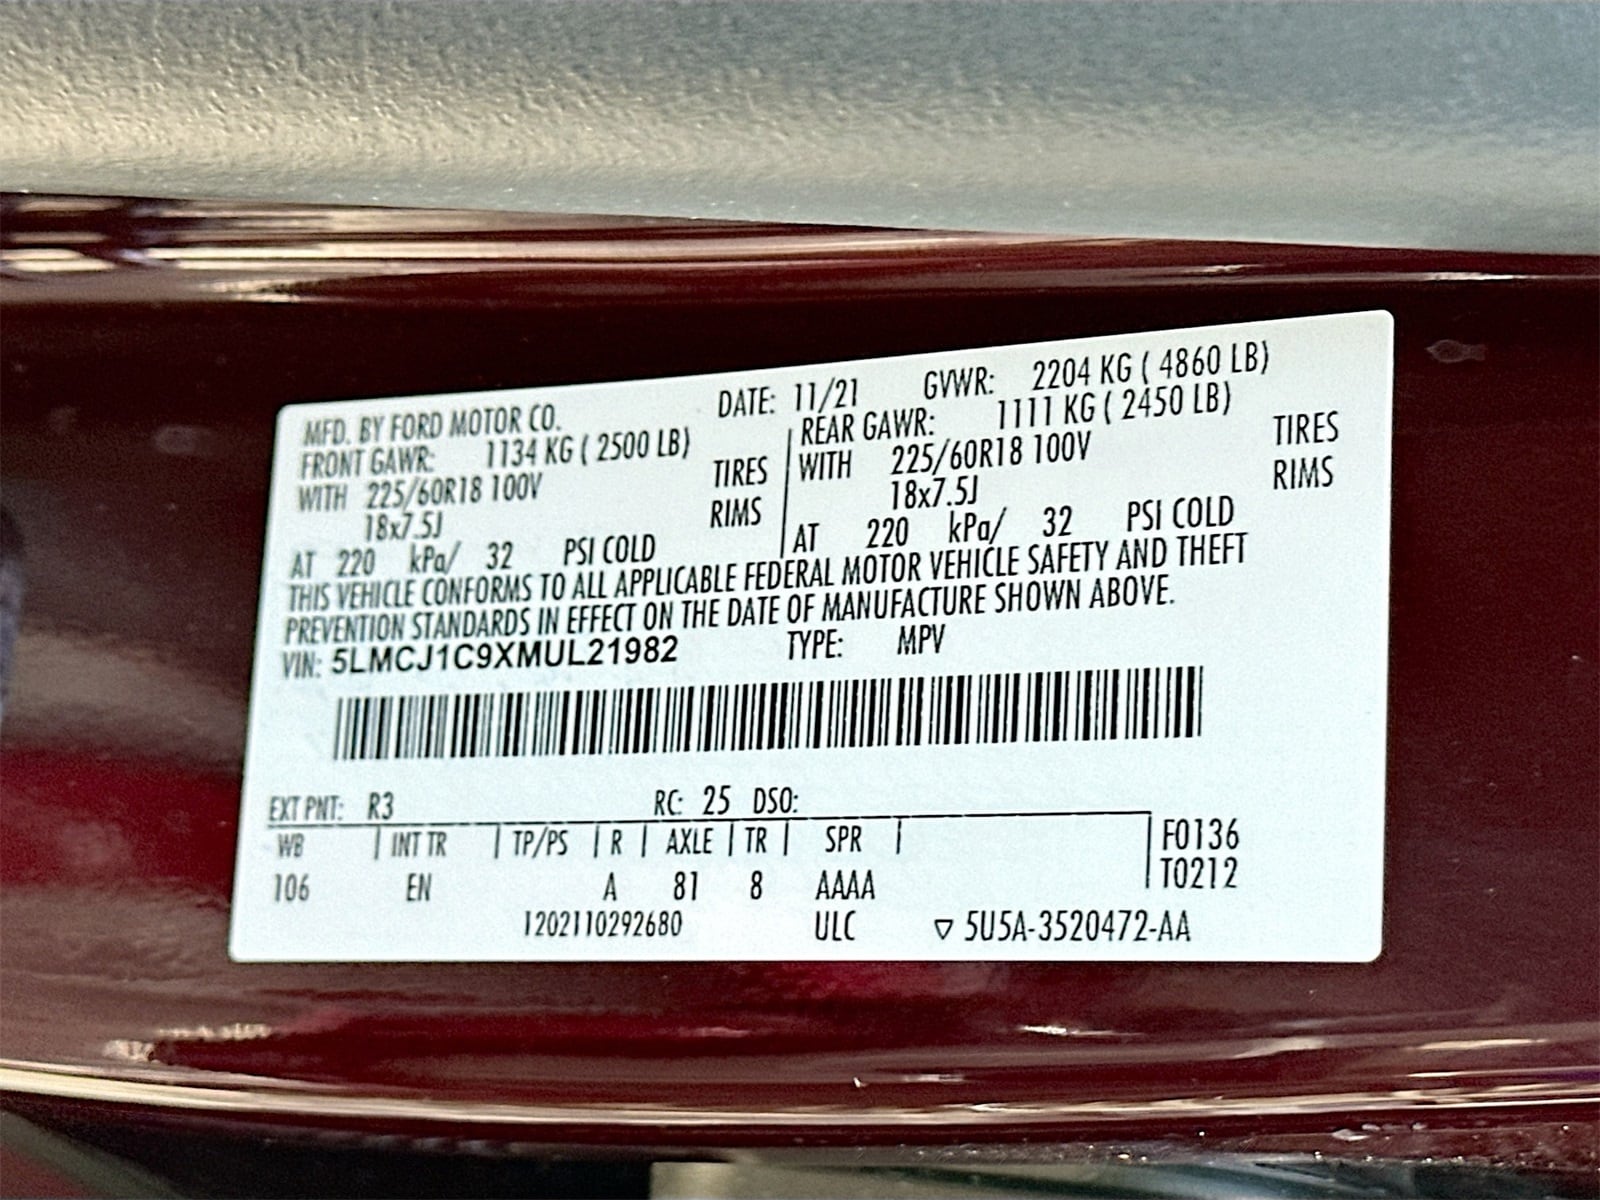 MFD. BY FORD MOTOR CO. DATE: 11/21 GVWR: 2204 KG ( 4860 LB)
FRONT GAWR: 1134 KG ( 2500 LB) REAR GAWR: 1111 KG ( 2450 LB)
WITH 225/60R18 100V TIRES WITH 225/60R18 100V TIRES
18x7.5J RIMS 18x7.5J RIMS
AT 220 kPa/ 32 PSI COLD AT 220 kPa/ 32 PSI COLD
THIS VEHICLE CONFORMS TO ALL APPLICABLE FEDERAL MOTOR VEHICLE SAFETY AND THEFT
PREVENTION STANDARDS IN EFFECT ON THE DATE OF MANUFACTURE SHOWN ABOVE.
VIN: 5LMCJ1C9XMUL21982 TYPE: MPV
EXT PNT: R3 RC: 25 DSO:
WB INT TR TP/PS R AXLE TR SPR F0136
106 EN A 81 8 AAAA T0212
1202110292680 ULC ▽ 5U5A-3520472-AA